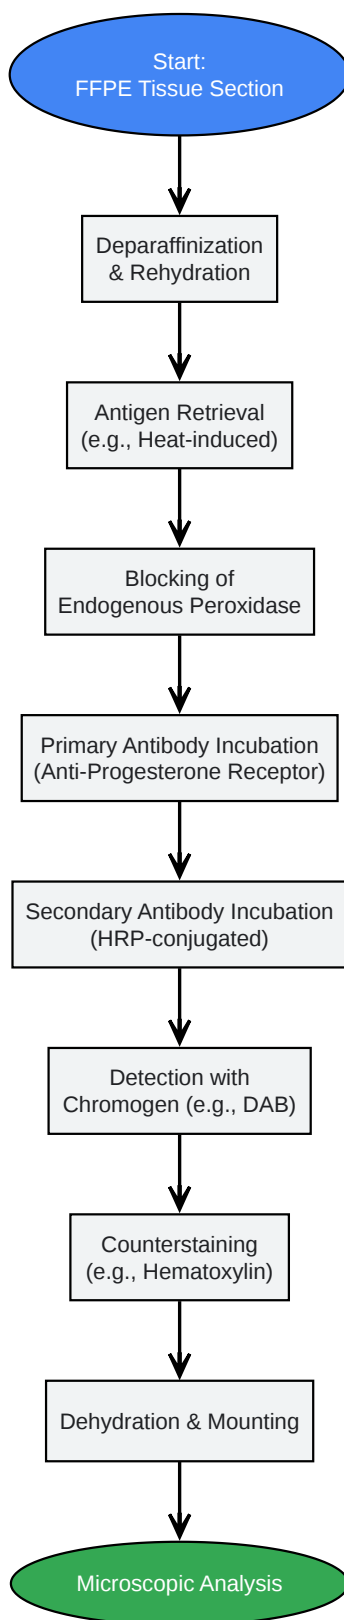 Start:
FFPE Tissue Section
Deparaffinization
& Rehydration
Antigen Retrieval
(e.g., Heat-induced)
Blocking of
Endogenous Peroxidase
Primary Antibody Incubation
(Anti-Progesterone Receptor)
Secondary Antibody Incubation
(HRP-conjugated)
Detection with
Chromogen (e.g., DAB)
Counterstaining
(e.g., Hematoxylin)
Dehydration & Mounting
Microscopic Analysis